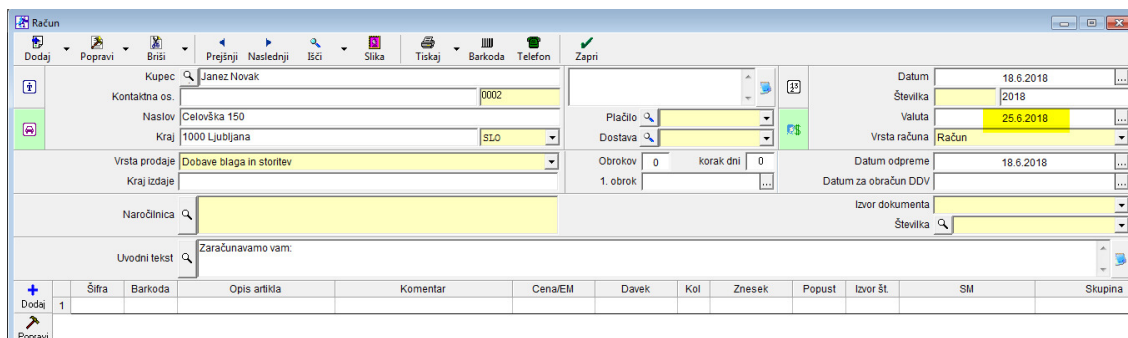 Račun
Dodaj Popravi Briši Prejšnji Naslednji Išči Slika Tiskaj Barkoda Telefon Zapri
Kupec Janez Novak Datum 18.6.2018 ...
Kontaktna os. 0002 Številka 2018
Naslov Celovška 150 Plačilo Valuta 25.6.2018 ...
Kraj 1000 Ljubljana SLO Dostava Vrsta računa Račun
Vrsta prodaje Dobave blaga in storitev Obrokov 0 korak dni 0 Datum odpreme 18.6.2018 ...
Kraj izdaje 1. obrok ... Datum za obračun DDV ...
Izvor dokumenta
Naročilnica Številka
Uvodni tekst Zaračunavamo vam:
Šifra Barkoda Opis artikla Komentar Cena/EM Davek Kol Znesek Popust Izvor št. SM Skupina
Dodaj 1
Popravi